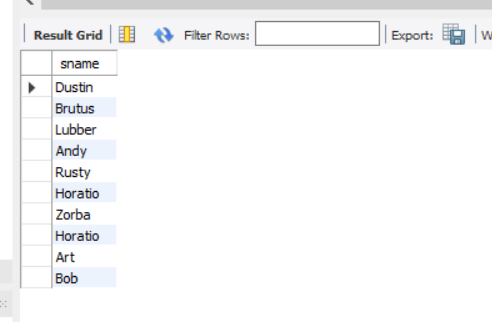 Result Grid Filter Rows: Export:
sname
Dustin
Brutus
Lubber
Andy
Rusty
Horatio
Zorba
Horatio
Art
Bob